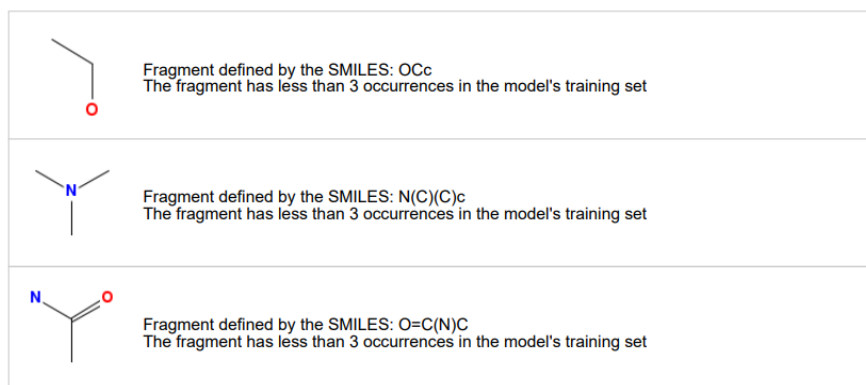 Fragment defined by the SMILES: OCc
The fragment has less than 3 occurrences in the model's training set
O
N
Fragment defined by the SMILES: N(C)(C)c
The fragment has less than 3 occurrences in the model's training set
N O
Fragment defined by the SMILES: O=C(N)C
The fragment has less than 3 occurrences in the model's training set